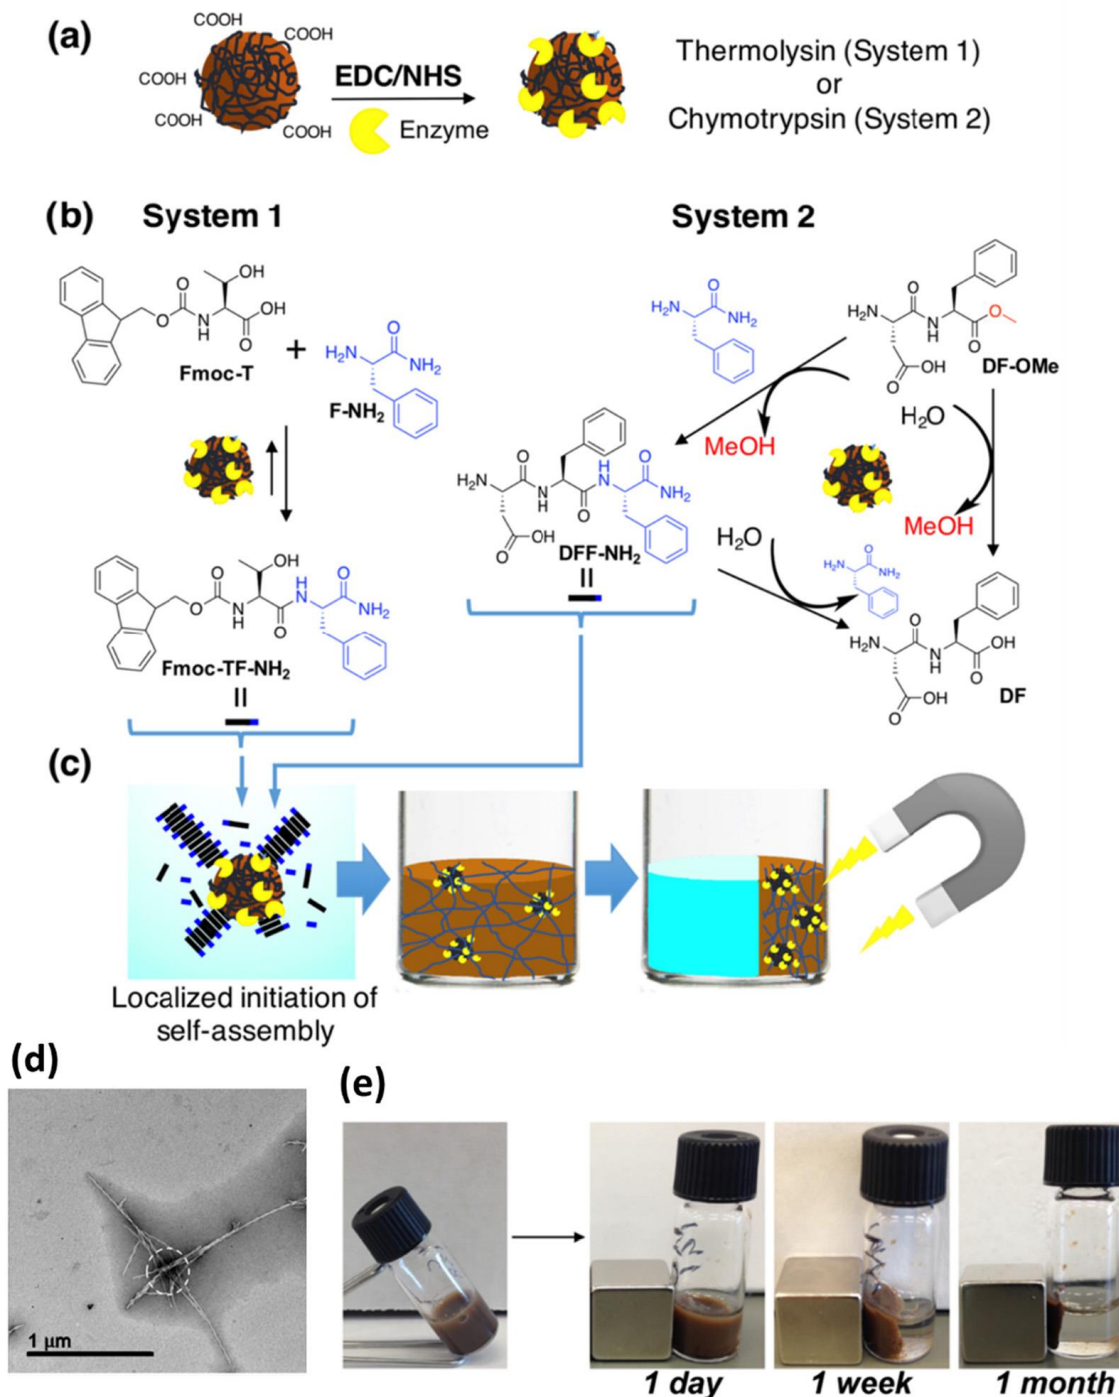 (a)
COOH
COOH
COOH
COOH
COOH
EDC/NHS
Enzyme
Thermolysin (System 1)
or
Chymotrypsin (System 2)
(b)
System 1
System 2
OH
O
O
N
H
OH
O
Fmoc-T
+
O
H₂N
NH₂
F-NH₂
O
H₂N
NH₂
O
H₂N
N
H
O
O
O
OH
DF-OMe
H₂O
MeOH
MeOH
O
H₂N
N
H
O
H
N
O
NH₂
O
OH
DFF-NH₂
H₂O
O
H₂N
NH₂
O
H₂N
N
H
OH
O
O
OH
DF
OH
O
O
N
H
O
H
N
O
NH₂
Fmoc-TF-NH₂
(c)
Localized initiation of
self-assembly
(d)
1 μm
(e)
1 day
1 week
1 month